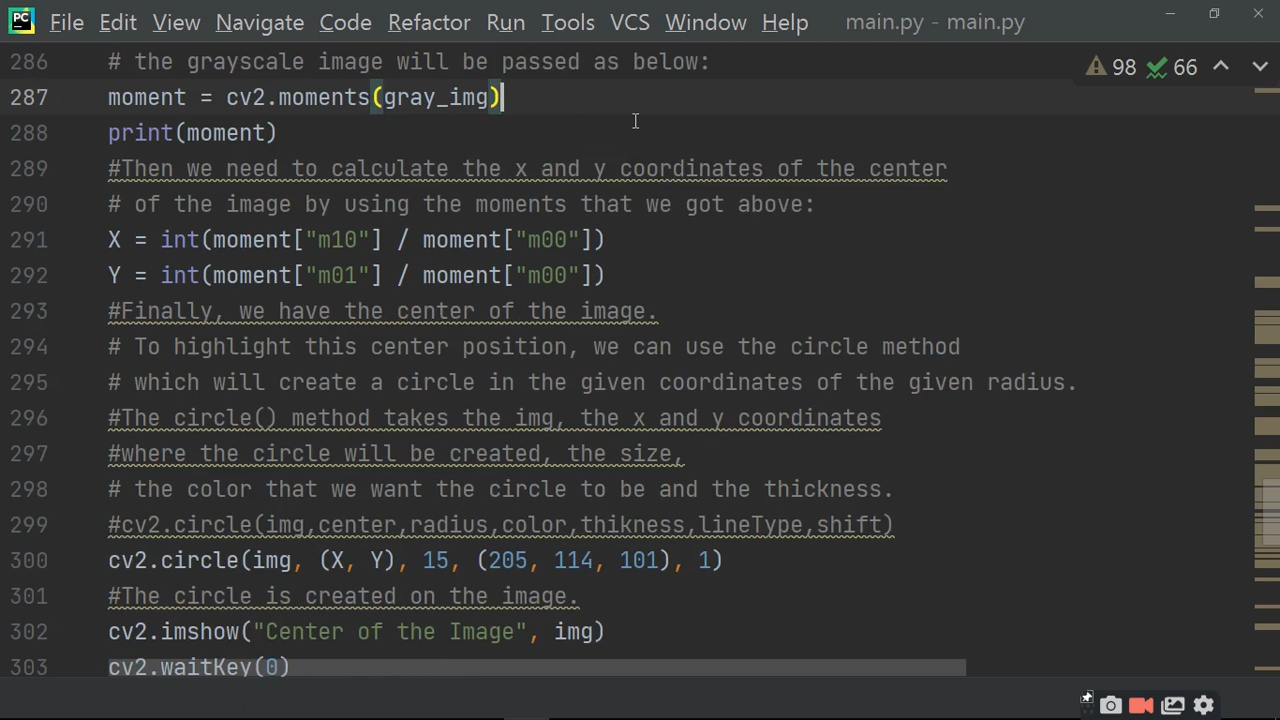 PC File Edit View Navigate Code Refactor Run Tools VCS Window Help main.py - main.py
286 # the grayscale image will be passed as below:
98 66
287 moment = cv2.moments(gray_img)
288 print(moment)
289 #Then we need to calculate the x and y coordinates of the center
290 # of the image by using the moments that we got above:
291 X = int(moment["m10"] / moment["m00"])
292 Y = int(moment["m01"] / moment["m00"])
293 #Finally, we have the center of the image.
294 # To highlight this center position, we can use the circle method
295 # which will create a circle in the given coordinates of the given radius.
296 #The circle() method takes the img, the x and y coordinates
297 #where the circle will be created, the size,
298 # the color that we want the circle to be and the thickness.
299 #cv2.circle(img,center,radius,color,thikness,lineType,shift)
300 cv2.circle(img, (X, Y), 15, (205, 114, 101), 1)
301 #The circle is created on the image.
302 cv2.imshow("Center of the Image", img)
303 cv2.waitKey(0)